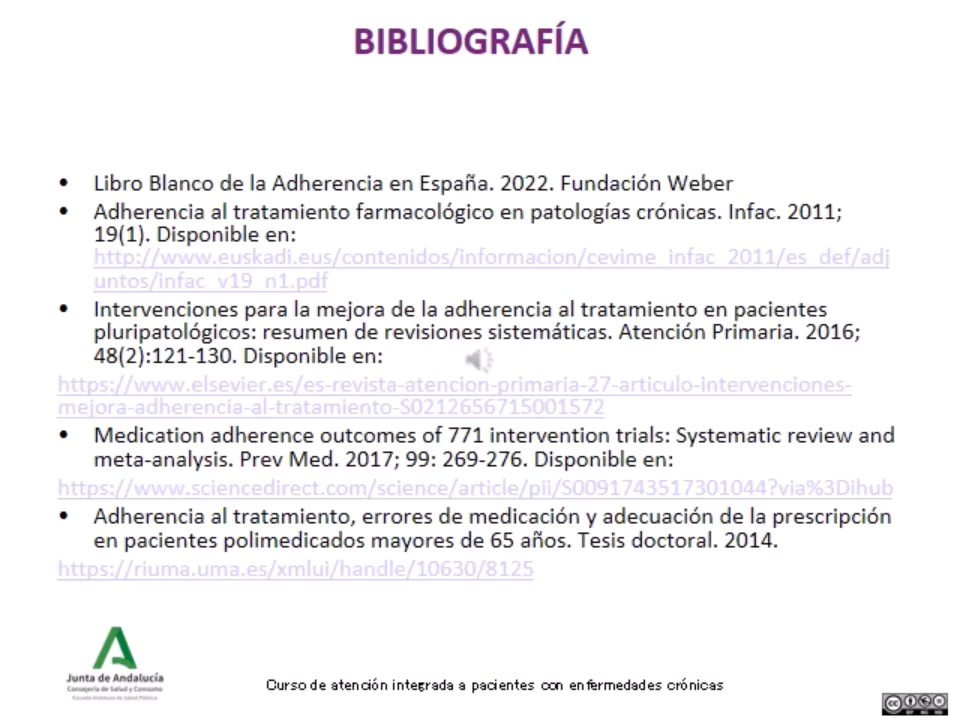 BIBLIOGRAFÍA
• Libro Blanco de la Adherencia en España. 2022. Fundación Weber
• Adherencia al tratamiento farmacológico en patologías crónicas. Infac. 2011;
19(1). Disponible en:
http://www.euskadi.eus/contenidos/informacion/cevime_infac_2011/es_def/adj
untos/infac_v19_n1.pdf
• Intervenciones para la mejora de la adherencia al tratamiento en pacientes
pluripatológicos: resumen de revisiones sistemáticas. Atención Primaria. 2016;
48(2):121-130. Disponible en:
https://www.elsevier.es/es-revista-atencion-primaria-27-articulo-intervenciones-
mejora-adherencia-al-tratamiento-S0212656715001572
• Medication adherence outcomes of 771 intervention trials: Systematic review and
meta-analysis. Prev Med. 2017; 99: 269-276. Disponible en:
https://www.sciencedirect.com/science/article/pii/S0091743517301044?via%3Dihub
• Adherencia al tratamiento, errores de medicación y adecuación de la prescripción
en pacientes polimedicados mayores de 65 años. Tesis doctoral. 2014.
https://riuma.uma.es/xmlui/handle/10630/8125
Junta de Andalucía
Consejería de Salud y Consumo
Escuela Andaluza de Salud Pública
Curso de atención integrada a pacientes con enfermedades crónicas
cc